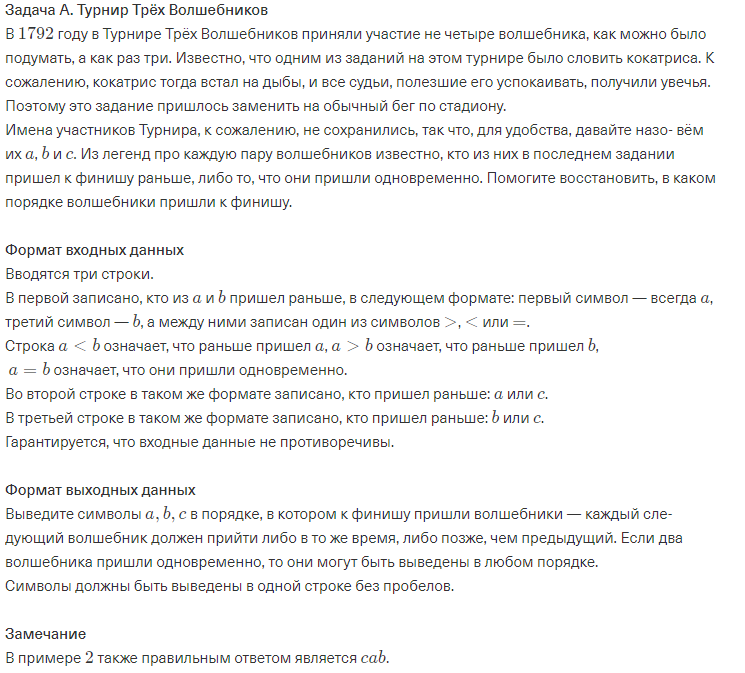 Задача А. Турнир Трёх Волшебников
В 1792 году в Турнире Трёх Волшебников приняли участие не четыре волшебника, как можно было
подумать, а как раз три. Известно, что одним из заданий на этом турнире было словить кокатриса. К
сожалению, кокатрис тогда встал на дыбы, и все судьи, полезшие его успокаивать, получили увечья.
Поэтому это задание пришлось заменить на обычный бег по стадиону.
Имена участников Турнира, к сожалению, не сохранились, так что, для удобства, давайте назо- вём
их a, b и c. Из легенд про каждую пару волшебников известно, кто из них в последнем задании
пришел к финишу раньше, либо то, что они пришли одновременно. Помогите восстановить, в каком
порядке волшебники пришли к финишу.
Формат входных данных
Вводятся три строки.
В первой записано, кто из a и b пришел раньше, в следующем формате: первый символ — всегда a,
третий символ — b, а между ними записан один из символов >, < или =.
Строка a < b означает, что раньше пришел a, a > b означает, что раньше пришел b,
a = b означает, что они пришли одновременно.
Во второй строке в таком же формате записано, кто пришел раньше: a или c.
В третьей строке в таком же формате записано, кто пришел раньше: b или c.
Гарантируется, что входные данные не противоречивы.
Формат выходных данных
Выведите символы a, b, c в порядке, в котором к финишу пришли волшебники — каждый сле-
дующий волшебник должен прийти либо в то же время, либо позже, чем предыдущий. Если два
волшебника пришли одновременно, то они могут быть выведены в любом порядке.
Символы должны быть выведены в одной строке без пробелов.
Замечание
В примере 2 также правильным ответом является cab.